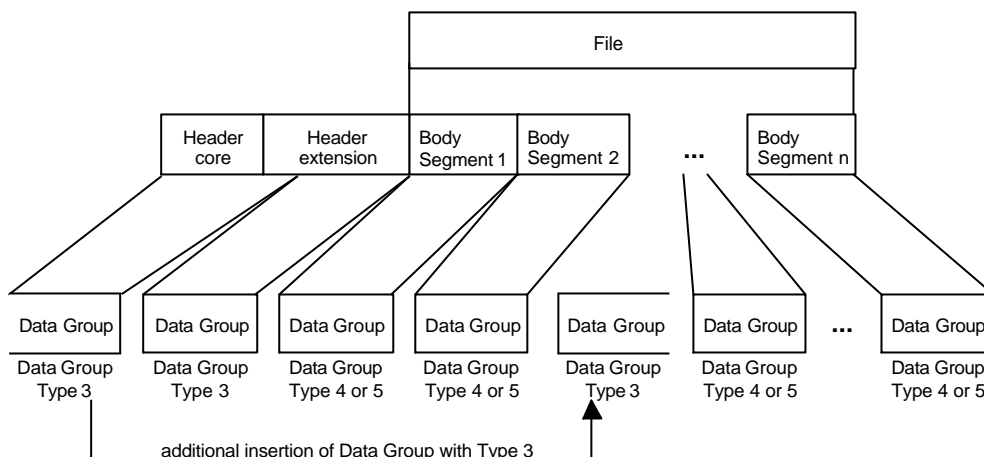 File
Header core
Header extension
Body Segment 1
Body Segment 2
...
Body Segment n
Data Group
Data Group
Data Group
Data Group
Data Group
Data Group
...
Data Group
Data Group Type 3
Data Group Type 3
Data Group Type 4 or 5
Data Group Type 4 or 5
Data Group Type 3
Data Group Type 4 or 5
Data Group Type 4 or 5
additional insertion of Data Group with Type 3